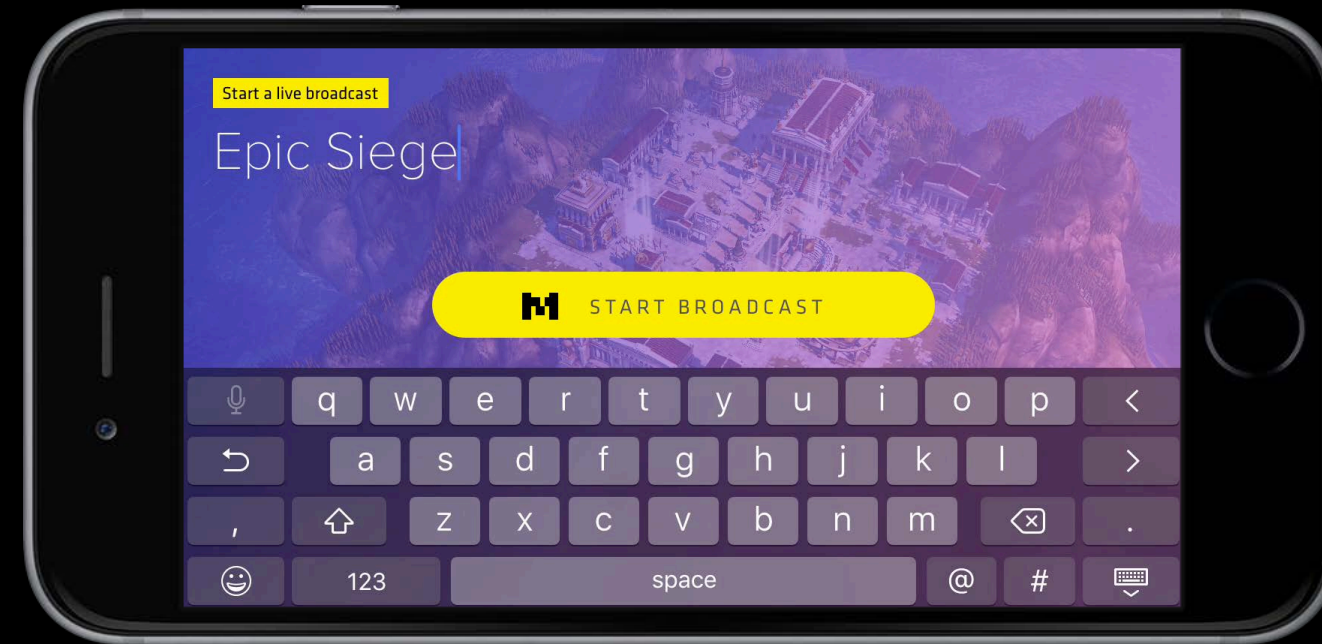 Start a live broadcast
Epic Siege
START BROADCAST
q w e r t y u i o p <
a s d f g h j k l >
, z x c v b n m .
123 space @ #